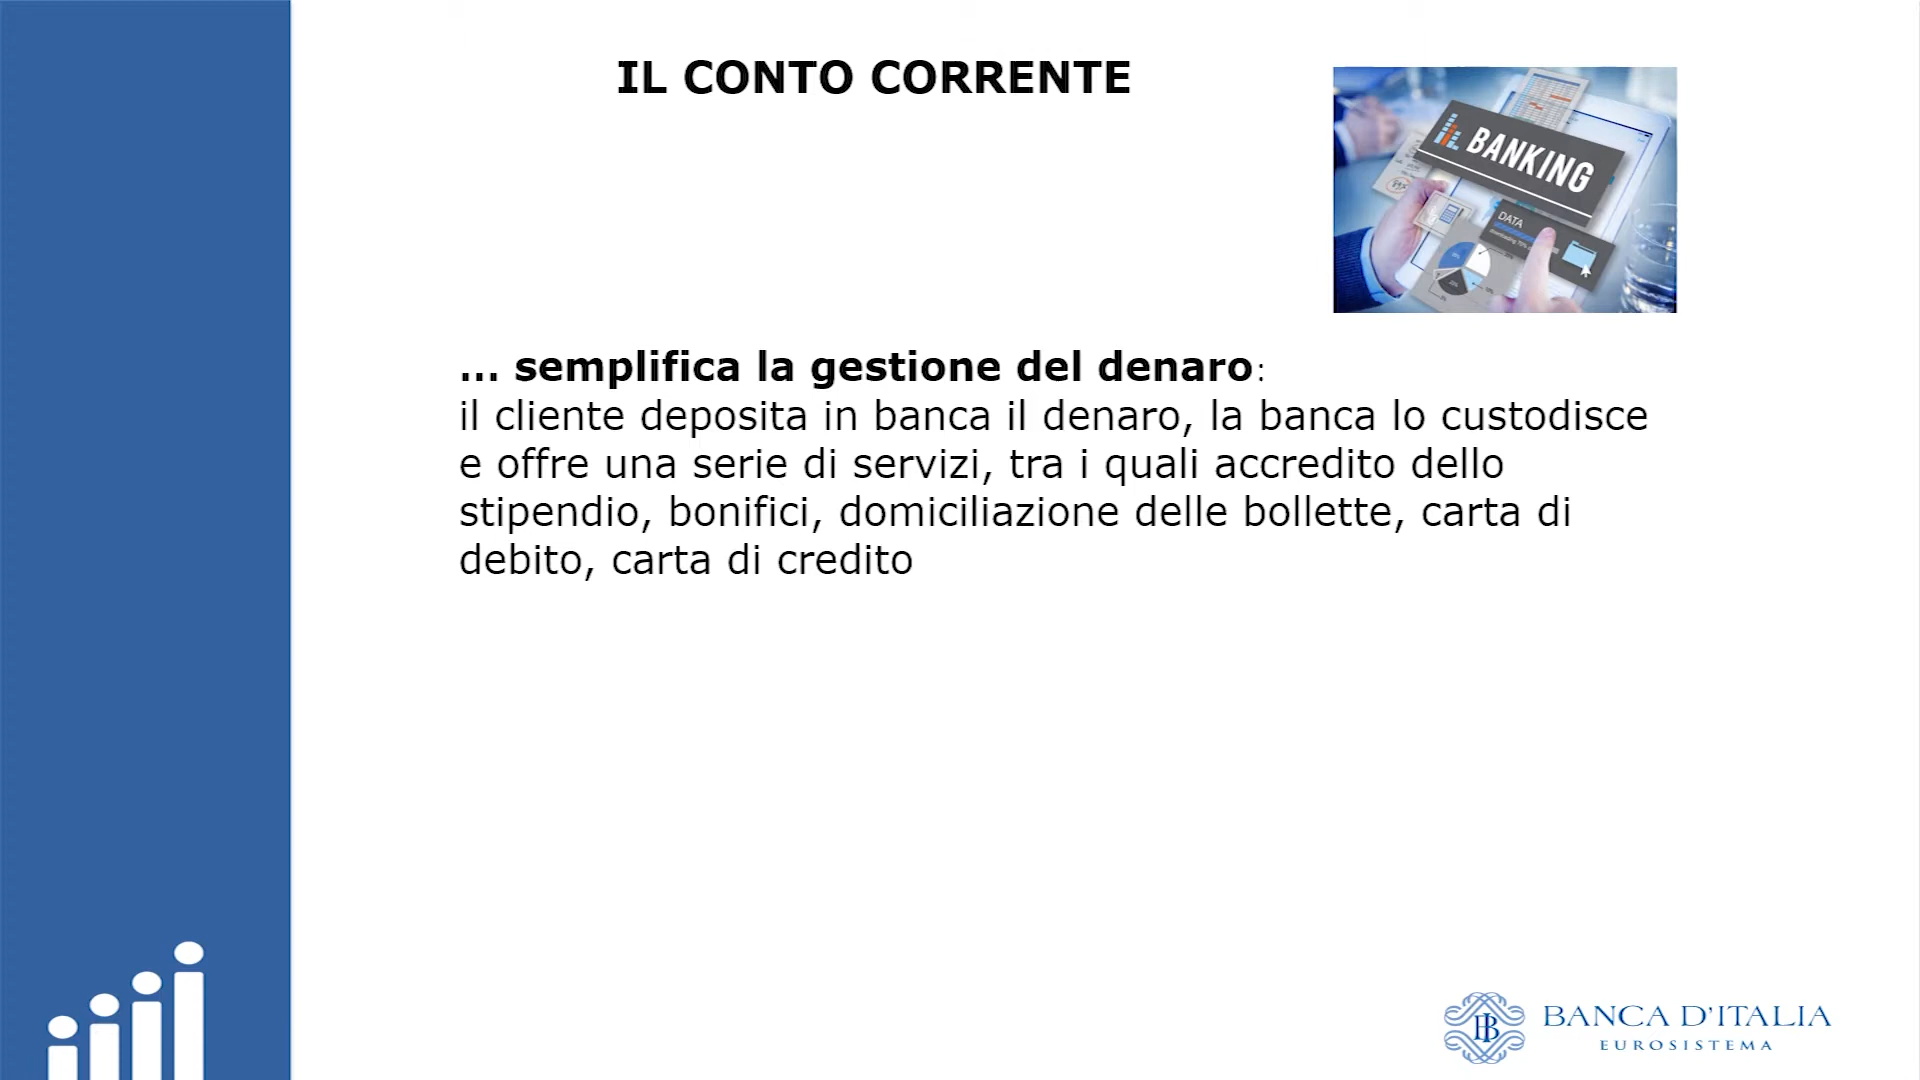 IL CONTO CORRENTE
BANKING
DATA
... semplifica la gestione del denaro:
il cliente deposita in banca il denaro, la banca lo custodisce
e offre una serie di servizi, tra i quali accredito dello
stipendio, bonifici, domiciliazione delle bollette, carta di
debito, carta di credito
BANCA D'ITALIA
EUROSISTEMA